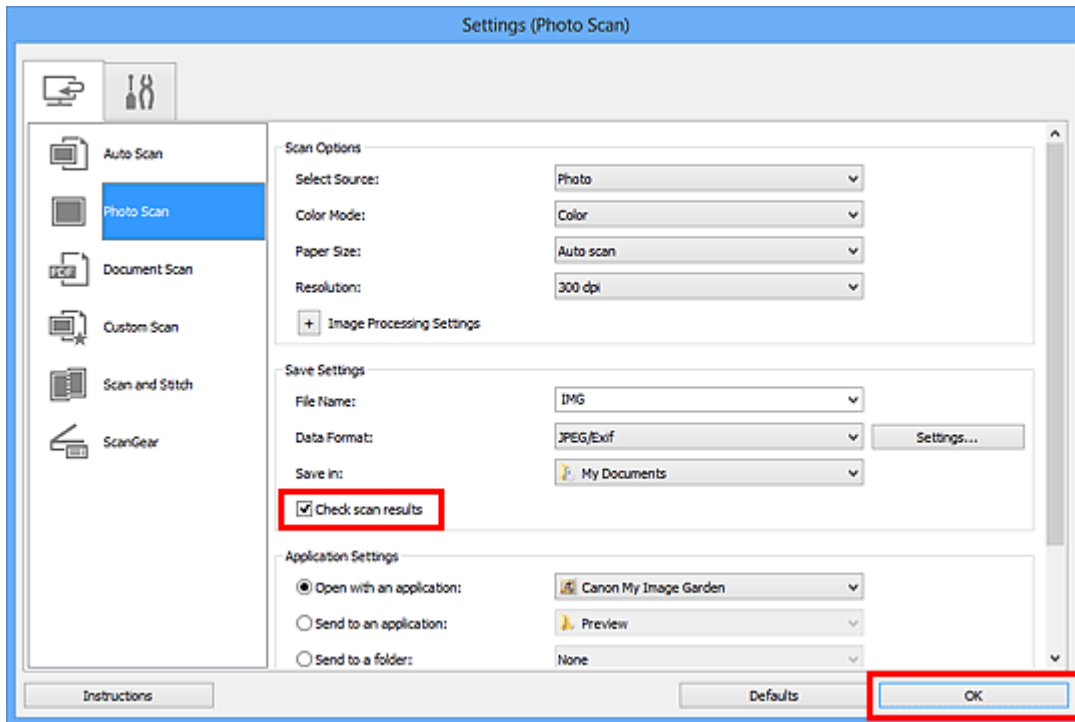 Settings (Photo Scan)
Auto Scan
Photo Scan
Document Scan
Custom Scan
Scan and Stitch
ScanGear
Scan Options
Select Source: Photo
Color Mode: Color
Paper Size: Auto scan
Resolution: 300 dpi
+ Image Processing Settings
Save Settings
File Name: IMG
Data Format: JPEG/Exif Settings...
Save in: My Documents
Check scan results
Application Settings
Open with an application: Canon My Image Garden
Send to an application: Preview
Send to a folder: None
Instructions Defaults OK